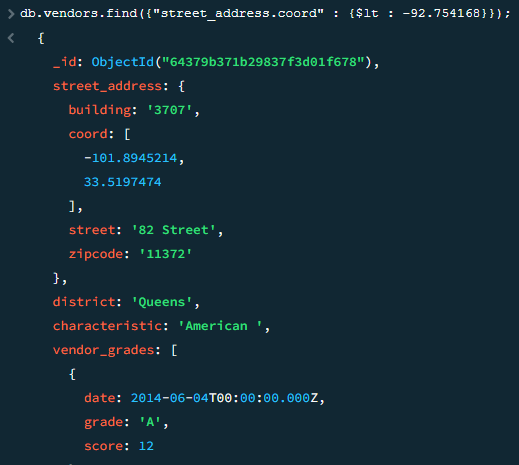 db.vendors.find({"street_address.coord" : {$lt : -92.754168}});
{
_id: ObjectId("64379b371b29837f3d01f678"),
street_address: {
building: '3707',
coord: [
-101.8945214,
33.5197474
],
street: '82 Street',
zipcode: '11372'
},
district: 'Queens',
characteristic: 'American ',
vendor_grades: [
{
date: 2014-06-04T00:00:00.000Z,
grade: 'A',
score: 12